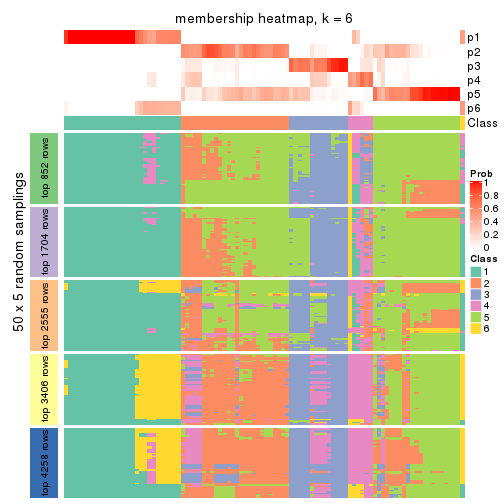 membership heatmap, k = 6
p1
p2
p3
p4
p5
p6
Class
50 x 5 random samplings
top 852 rows
top 1704 rows
top 2555 rows
top 3406 rows
top 4258 rows
Prob
1
0.8
0.6
0.4
0.2
0
Class
1
2
3
4
5
6